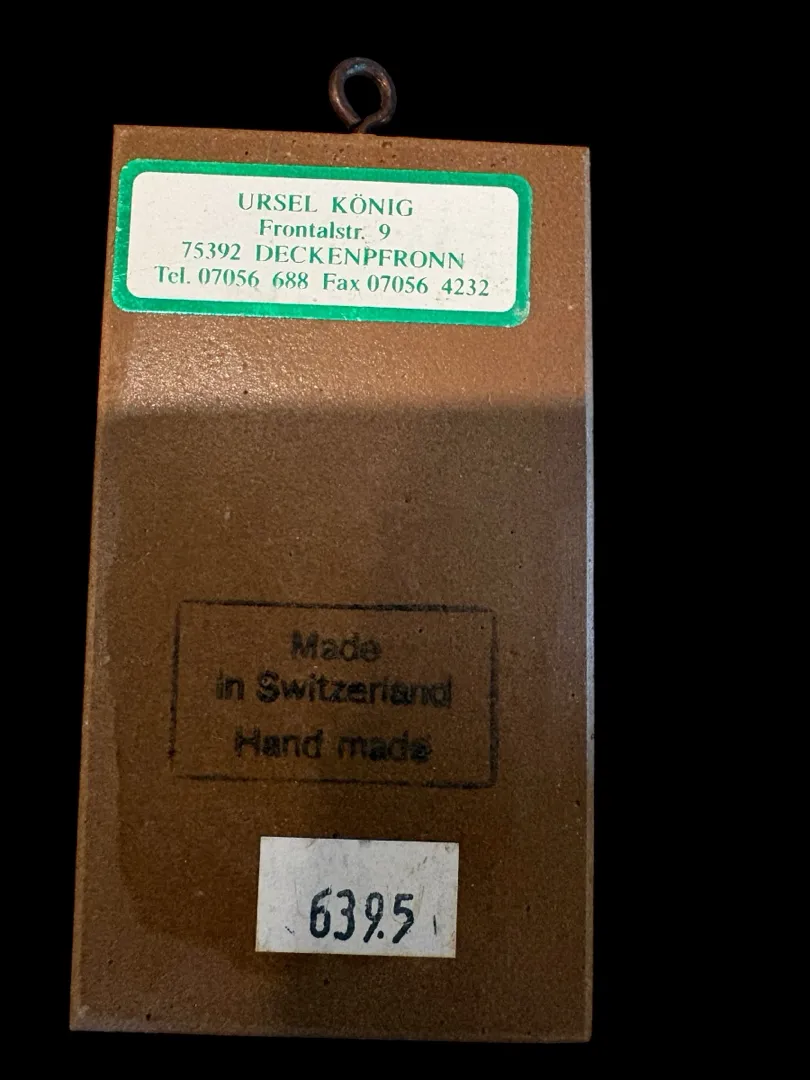 URSEL KÖNIG
Frontalstr. 9
75392 DECKENPFRONN
Tel. 07056 688 Fax 07056 4232
Made
in Switzerland
Hand made
639.5